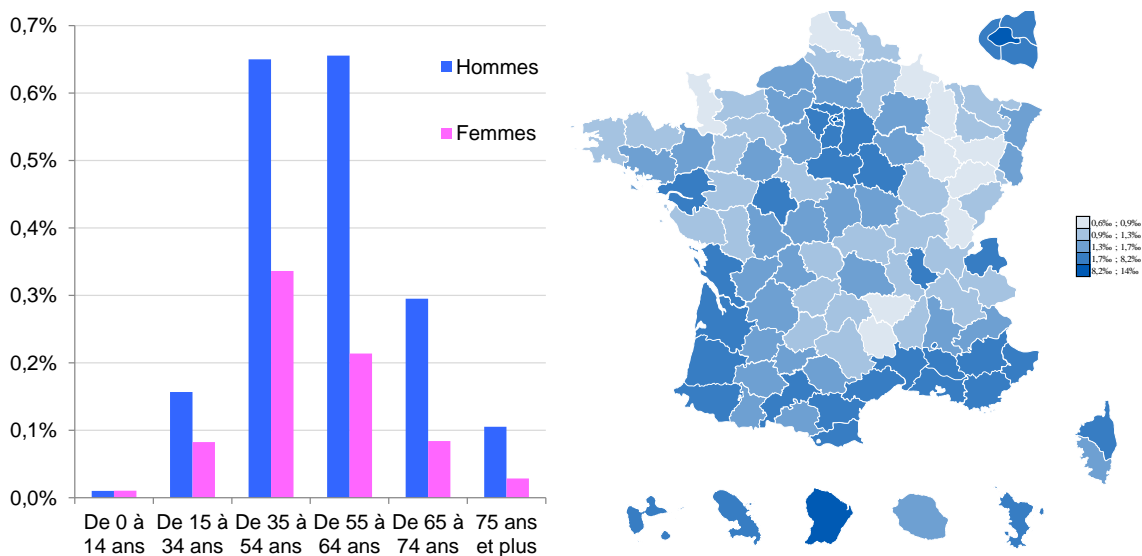 0,7%
0,6%
0,5%
0,4%
0,3%
0,2%
0,1%
0,0%
Hommes
Femmes
De 0 à
14 ans
De 15 à
34 ans
De 35 à
54 ans
De 55 à
64 ans
De 65 à
74 ans
75 ans
et plus
0,6‰ ; 0,9‰
0,9‰ ; 1,3‰
1,3‰ ; 1,7‰
1,7‰ ; 8,2‰
8,2‰ ; 14‰